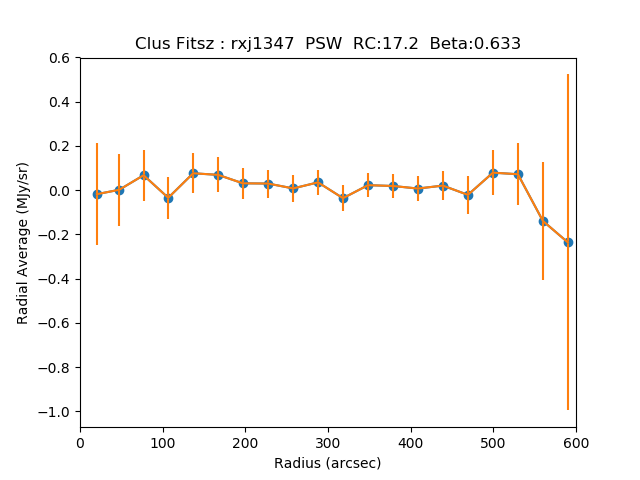 Clus Fitsz : rxj1347  PSW  RC:17.2  Beta:0.633
0.6
0.4
0.2
0.0
−0.2
−0.4
−0.6
−0.8
−1.0
Radial Average (MJy/sr)
0 100 200 300 400 500 600
Radius (arcsec)